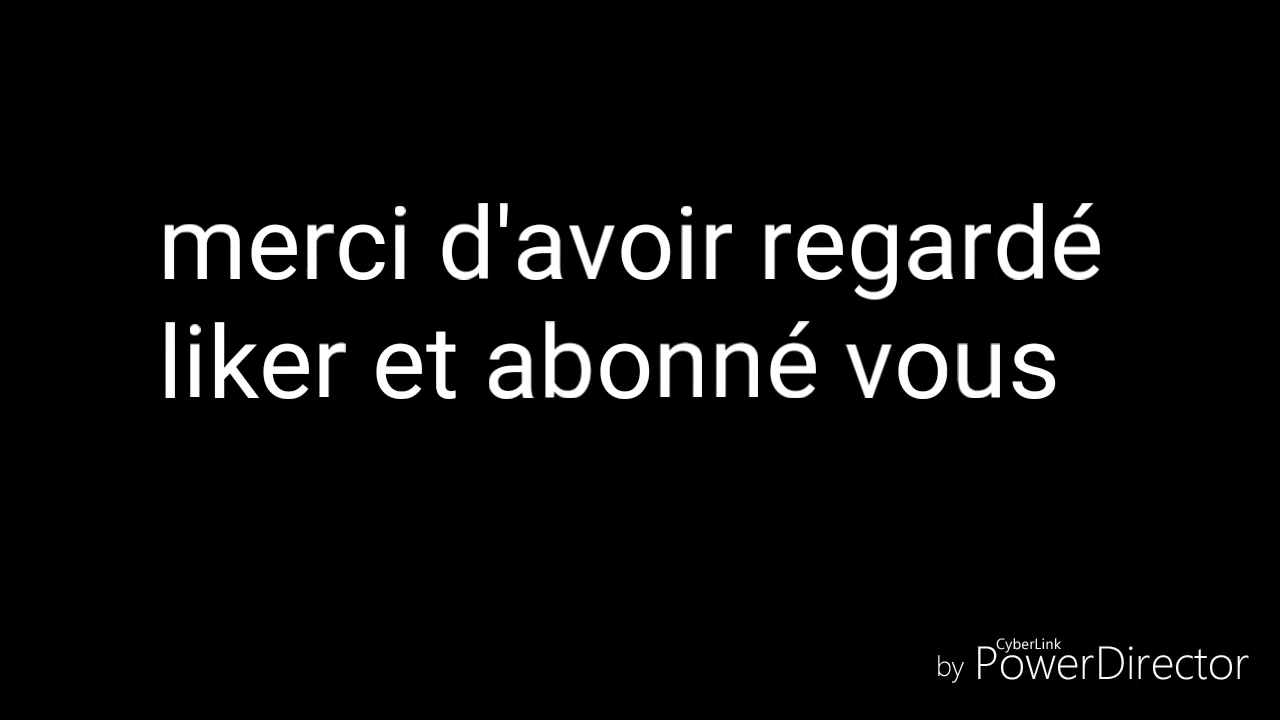 merci d'avoir regardé
liker et abonné vous
CyberLink
by PowerDirector